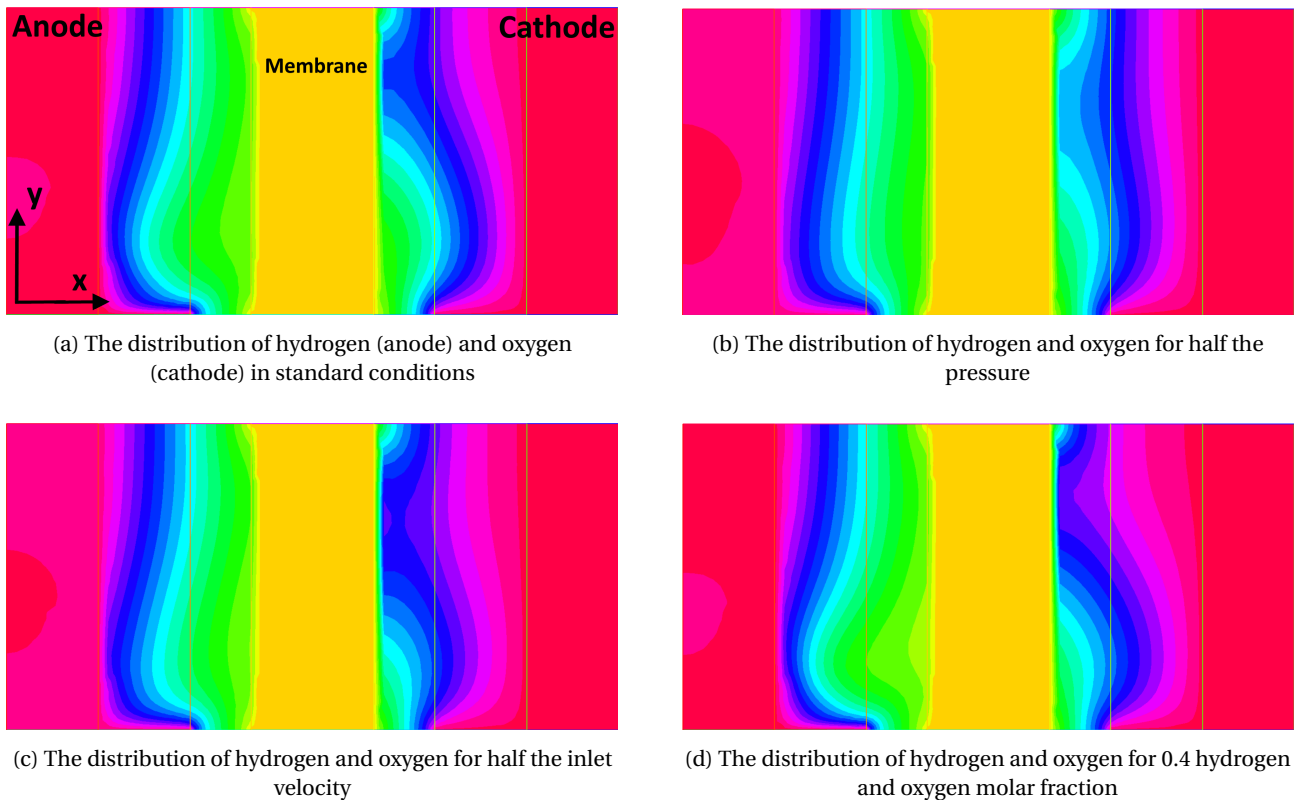 Anode
Cathode
Membrane
y
x
(a) The distribution of hydrogen (anode) and oxygen
(cathode) in standard conditions
(b) The distribution of hydrogen and oxygen for half the
pressure
(c) The distribution of hydrogen and oxygen for half the inlet
velocity
(d) The distribution of hydrogen and oxygen for 0.4 hydrogen
and oxygen molar fraction